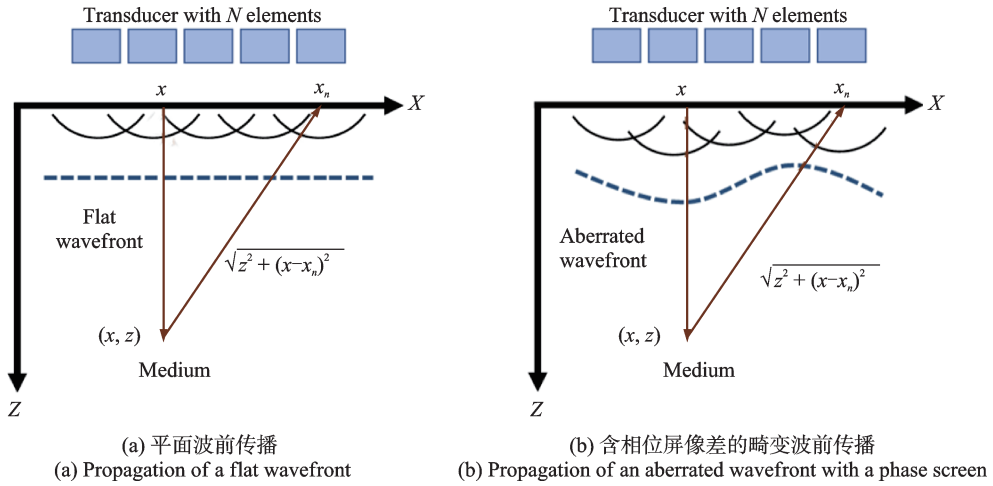 Transducer with N elements
x
xₙ
X
Flat
wavefront
√z² + (x−xₙ)²
(x, z)
Medium
Z
(a) 平面波前传播
(a) Propagation of a flat wavefront
Transducer with N elements
x
xₙ
X
Aberrated
wavefront
√z² + (x−xₙ)²
(x, z)
Medium
Z
(b) 含相位屏像差的畸变波前传播
(b) Propagation of an aberrated wavefront with a phase screen